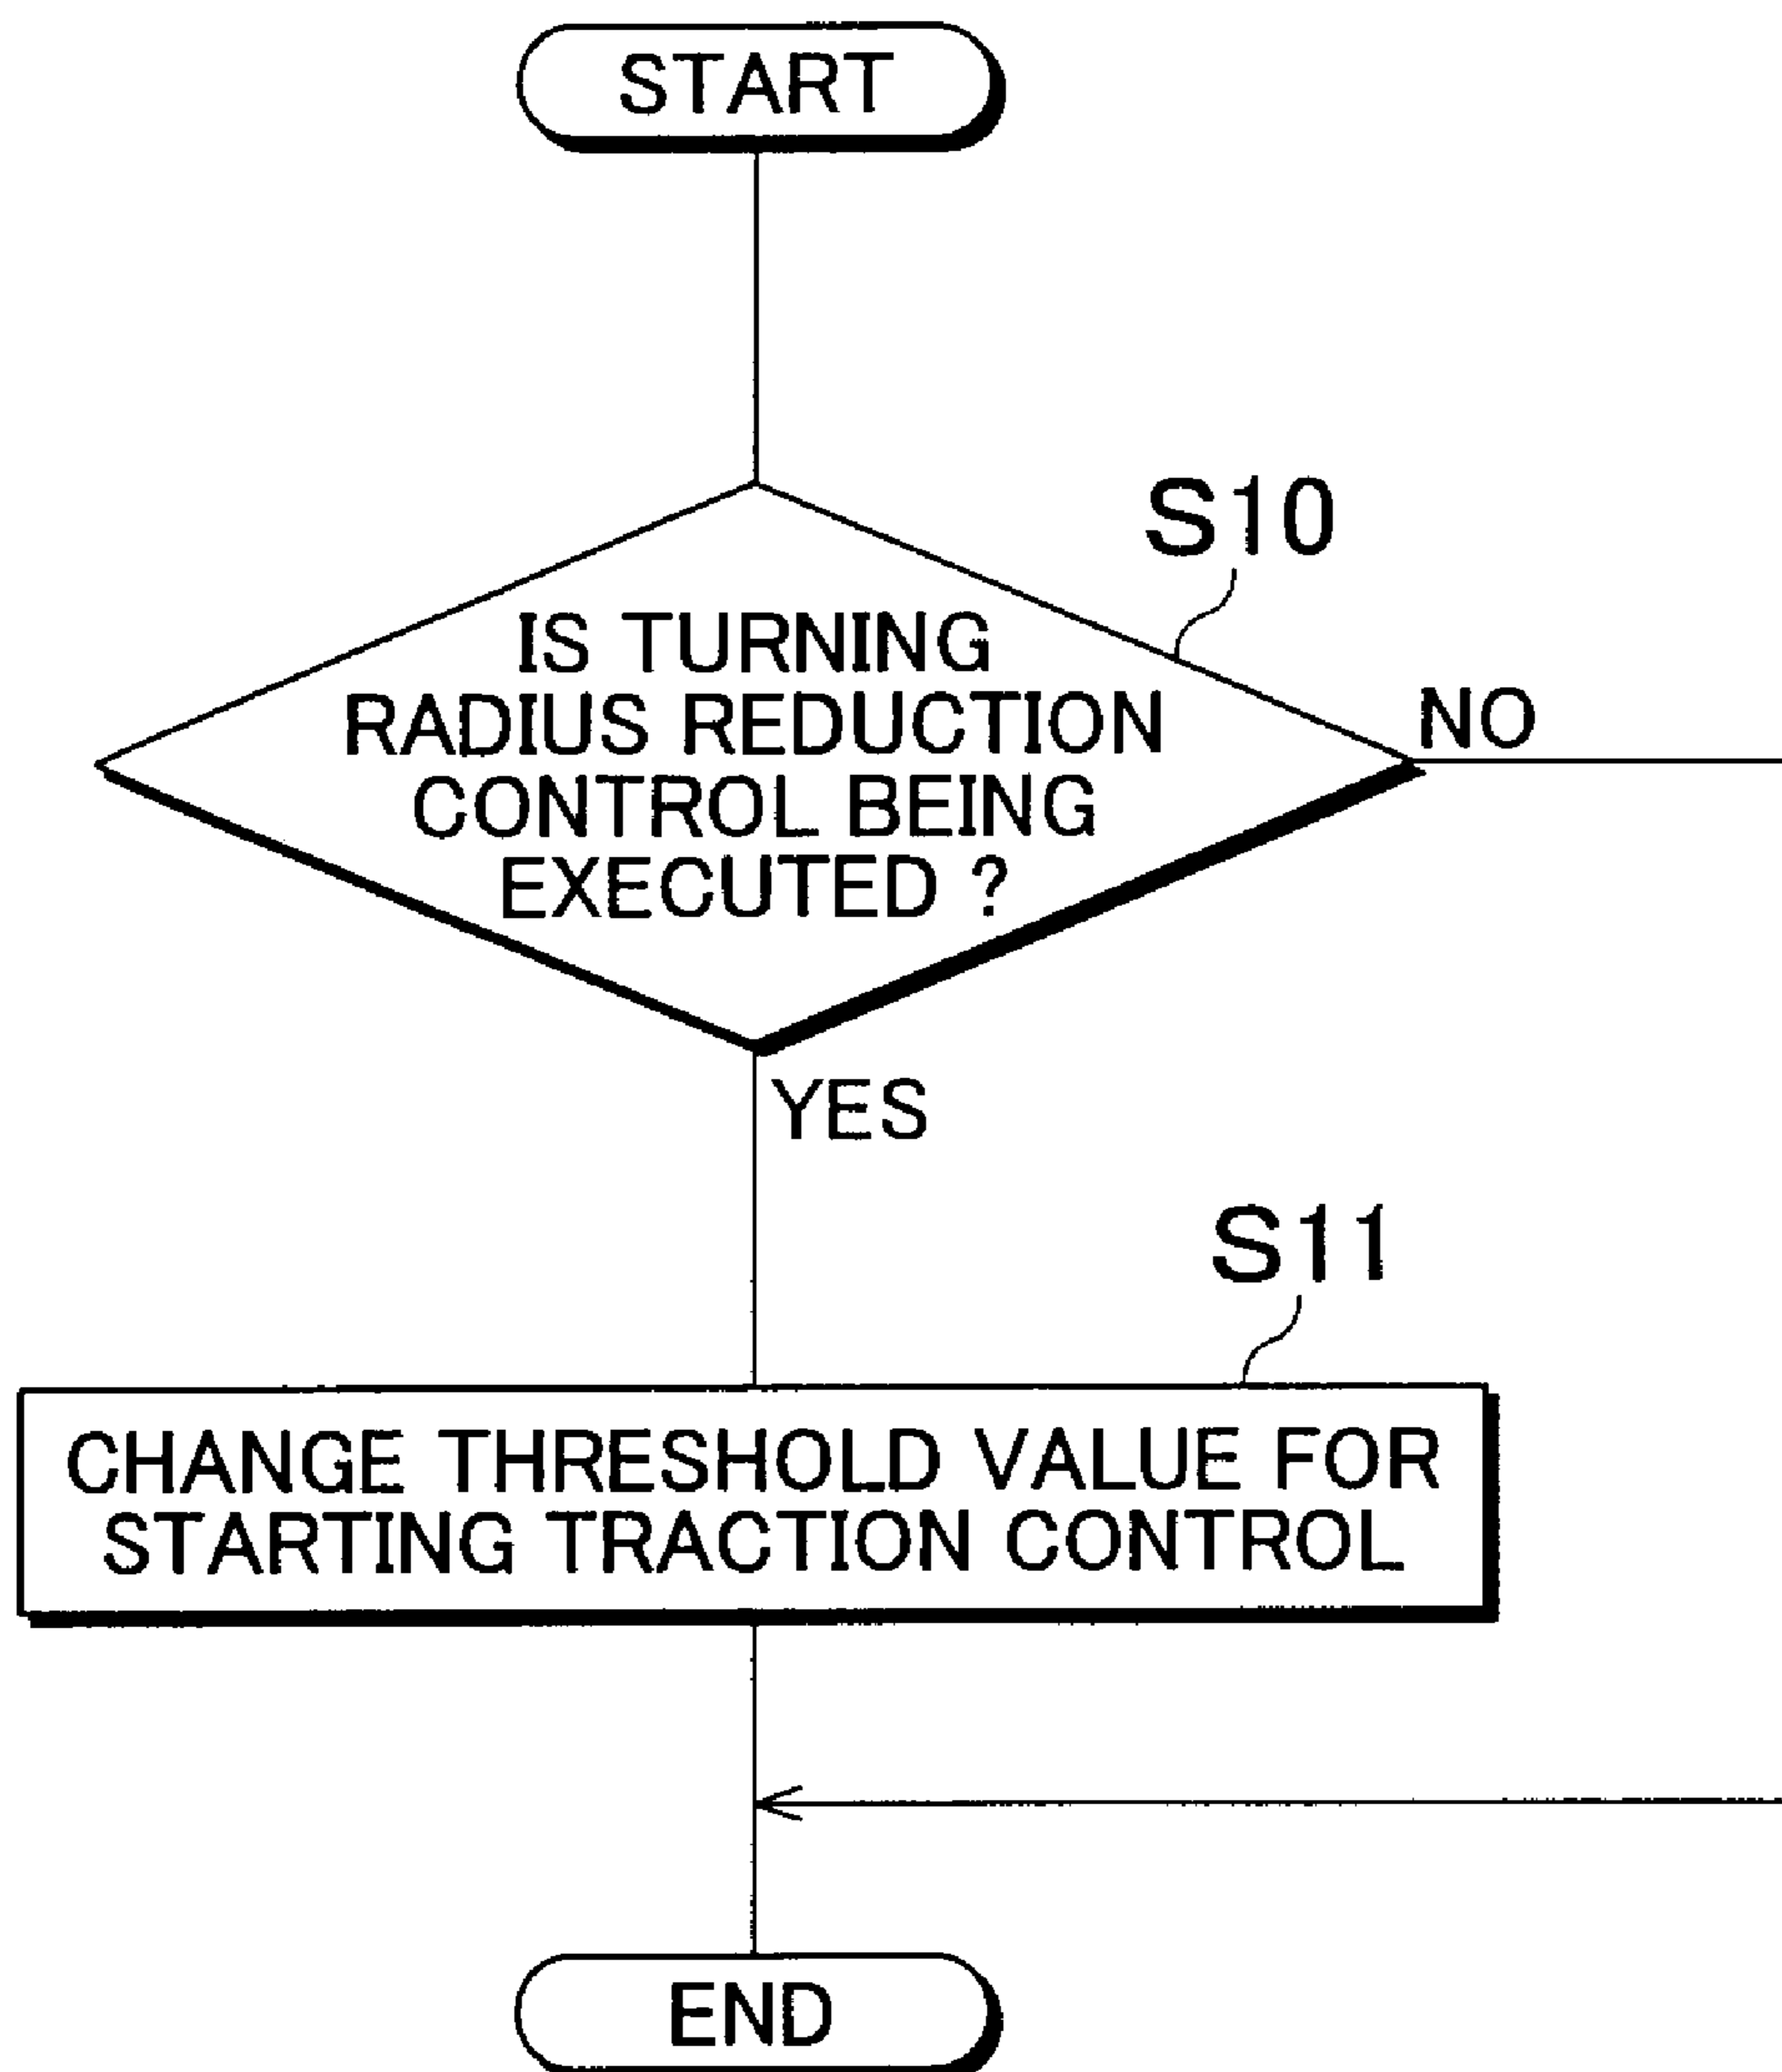 START
S10
IS TURNING
RADIUS REDUCTION
CONTROL BEING
EXECUTED ?
NO
YES
S11
CHANGE THRESHOLD VALUE FOR
STARTING TRACTION CONTROL
END